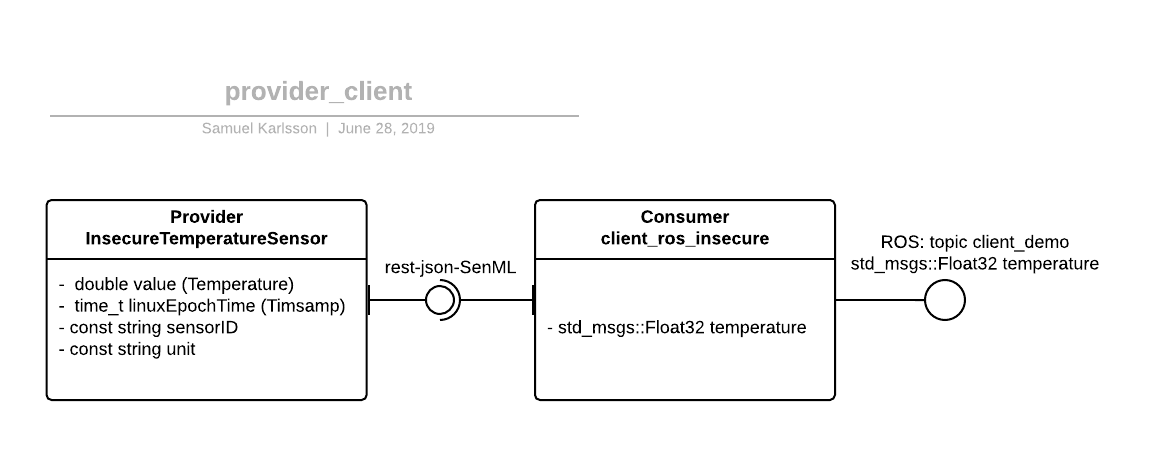 provider_client
Samuel Karlsson | June 28, 2019
Provider
InsecureTemperatureSensor
- double value (Temperature)
- time_t linuxEpochTime (Timsamp)
- const string sensorID
- const string unit
rest-json-SenML
Consumer
client_ros_insecure
- std_msgs::Float32 temperature
ROS: topic client_demo
std_msgs::Float32 temperature